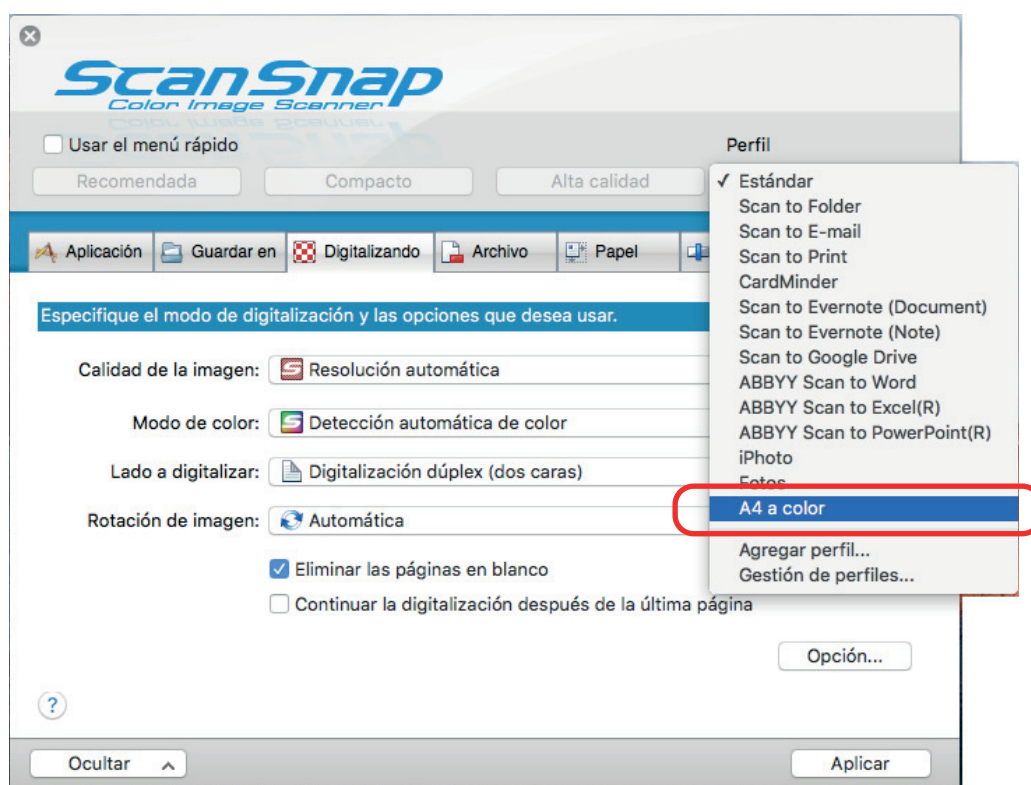 ScanSnap
Color Image Scanner
Usar el menú rápido
Perfil
Recomendada
Compacto
Alta calidad
✓ Estándar
Scan to Folder
Scan to E-mail
Scan to Print
CardMinder
Scan to Evernote (Document)
Scan to Evernote (Note)
Scan to Google Drive
ABBYY Scan to Word
ABBYY Scan to Excel(R)
ABBYY Scan to PowerPoint(R)
iPhoto
Fotos
A4 a color
Agregar perfil...
Gestión de perfiles...
Aplicación
Guardar en
Digitalizando
Archivo
Papel
Especifique el modo de digitalización y las opciones que desea usar.
Calidad de la imagen: Resolución automática
Modo de color: Detección automática de color
Lado a digitalizar: Digitalización dúplex (dos caras)
Rotación de imagen: Automática
Eliminar las páginas en blanco
Continuar la digitalización después de la última página
Opción...
?
Ocultar
Aplicar